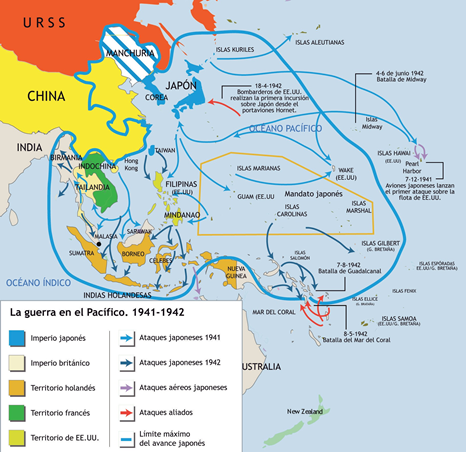 URSS
MANCHURIA
ISLAS KURILES
ISLAS ALEUTIANAS
CHINA
COREA
JAPÓN
18-4-1942
Bombarderos de EE.UU.
realizan la primera incursión
sobre Japón desde el
portaviones Hornet.
4-6 de junio 1942
Batalla de Midway
OCÉANO PACÍFICO
Islas
Midway
INDIA
BIRMANIA
INDOCHINA
Hong
Kong
TAIWAN
TAILANDIA
FILIPINAS
(EE.UU)
ISLAS MARIANAS
WAKE
(EE.UU)
ISLAS HAWAI
(EE.UU)
Pearl
Harbor
7-12-1941
Aviones japoneses lanzan
el primer ataque sobre la
flota de EE.UU.
GUAM (EE.UU)
Mandato japonés
MINDANAO
ISLAS
CAROLINAS
ISLAS
MARSHAL
MALASIA
SARAWAK
SUMATRA
BORNEO
CÉLEBES
NUEVA
GUINEA
ISLAS
SALOMÓN
ISLAS GILBERT
(G. BRETAÑA)
ISLAS ESPÓRADAS
(EE.UU/G. BRETAÑA)
7-8-1942
Batalla de Guadalcanal
OCÉANO ÍNDICO
INDIAS HOLANDESAS
ISLAS ELLICE
ISLAS FENIX
MAR DEL CORAL
ISLAS SAMOA
(EE.UU/G. BRETAÑA)
8-5-1942
Batalla del Mar del Coral
AUSTRALIA
New Zealand
La guerra en el Pacífico. 1941-1942
Imperio japonés
Ataques japoneses 1941
Imperio británico
Ataques japoneses 1942
Territorio holandés
Ataques aéreos japoneses
Territorio francés
Ataques aliados
Territorio de EE.UU.
Límite máximo
del avance japonés